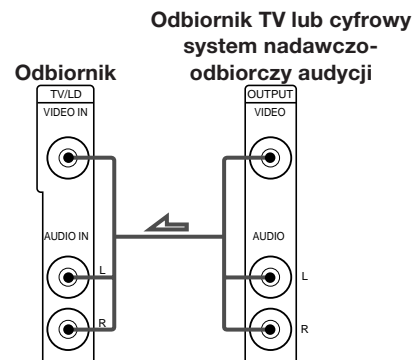 Odbiornik TV lub cyfrowy
system nadawczo-
odbiorczy audycji
Odbiornik
TV/LD
VIDEO IN
AUDIO IN
L
R
OUTPUT
VIDEO
AUDIO
L
R